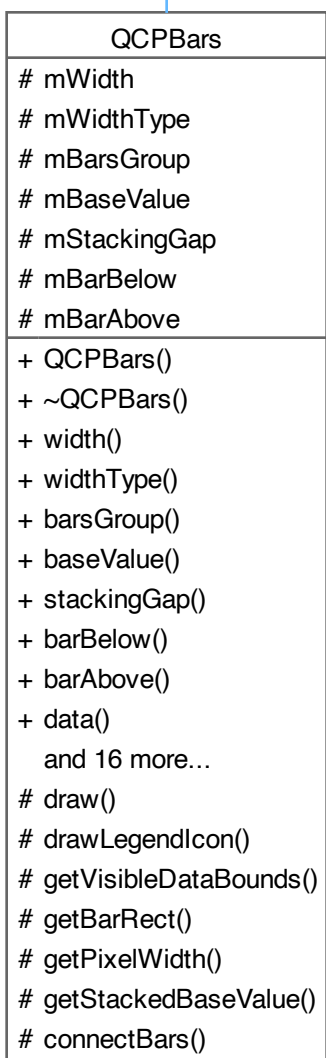 QCPBars
# mWidth
# mWidthType
# mBarsGroup
# mBaseValue
# mStackingGap
# mBarBelow
# mBarAbove
+ QCPBars()
+ ~QCPBars()
+ width()
+ widthType()
+ barsGroup()
+ baseValue()
+ stackingGap()
+ barBelow()
+ barAbove()
+ data()
and 16 more...
# draw()
# drawLegendIcon()
# getVisibleDataBounds()
# getBarRect()
# getPixelWidth()
# getStackedBaseValue()
# connectBars()